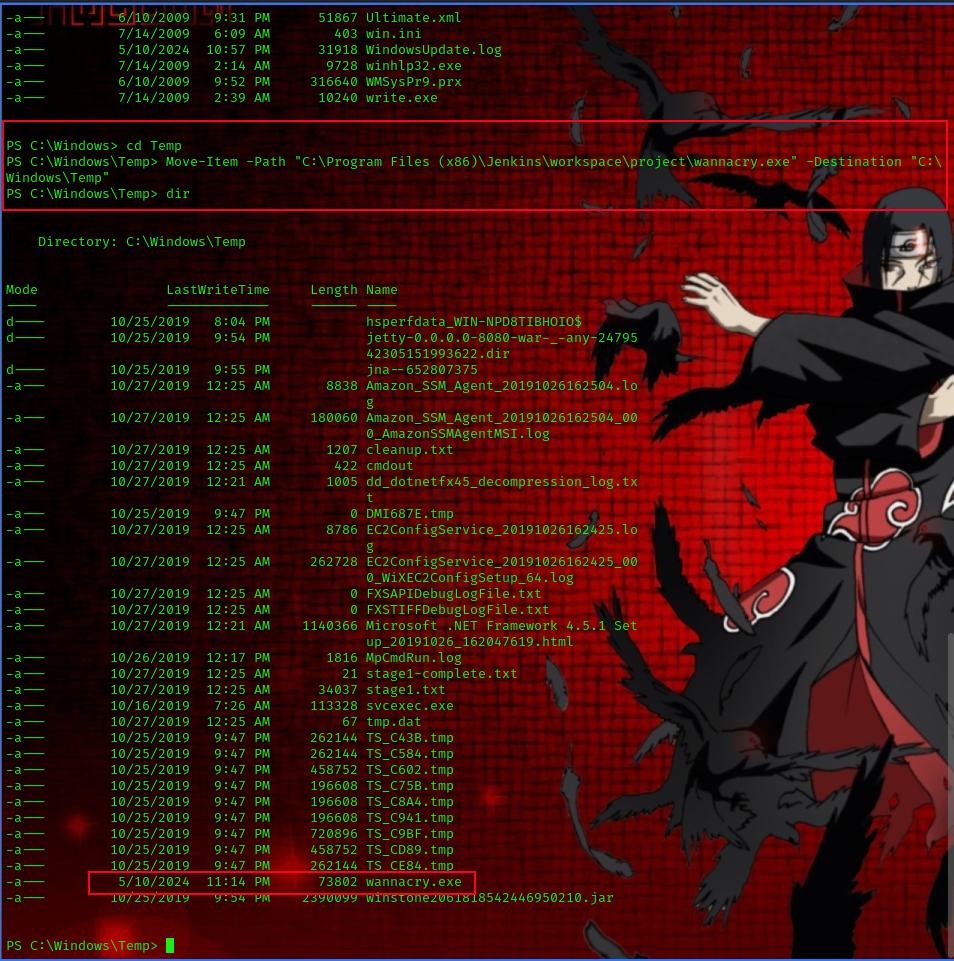 -a--- 6/10/2009 9:31 PM 51867 Ultimate.xml
-a--- 7/14/2009 6:09 AM 403 win.ini
-a--- 5/10/2024 10:57 PM 31918 WindowsUpdate.log
-a--- 7/14/2009 2:14 AM 9728 winhlp32.exe
-a--- 6/10/2009 9:52 PM 316640 WMSysPr9.prx
-a--- 7/14/2009 2:39 AM 10240 write.exe
PS C:\Windows> cd Temp
PS C:\Windows\Temp> Move-Item -Path "C:\Program Files (x86)\Jenkins\workspace\project\wannacry.exe" -Destination "C:\
Windows\Temp"
PS C:\Windows\Temp> dir
Directory: C:\Windows\Temp
Mode LastWriteTime Length Name
---- ------------- ------ ----
d---- 10/25/2019 8:04 PM hsperfdata_WIN-NPD8TIBHOIO$
d---- 10/25/2019 9:54 PM jetty-0.0.0.0-8080-war-_-any-24795
42305151993622.dir
d---- 10/25/2019 9:55 PM jna--652807375
-a--- 10/27/2019 12:25 AM 8838 Amazon_SSM_Agent_20191026162504.lo
g
-a--- 10/27/2019 12:25 AM 180060 Amazon_SSM_Agent_20191026162504_00
0_AmazonSSMAgentMSI.log
-a--- 10/27/2019 12:25 AM 1207 cleanup.txt
-a--- 10/27/2019 12:25 AM 422 cmdout
-a--- 10/27/2019 12:21 AM 1005 dd_dotnetfx45_decompression_log.tx
t
-a--- 10/25/2019 9:47 PM 0 DMI687E.tmp
-a--- 10/27/2019 12:25 AM 8786 EC2ConfigService_20191026162425.lo
g
-a--- 10/27/2019 12:25 AM 262728 EC2ConfigService_20191026162425_00
0_WiXEC2ConfigSetup_64.log
-a--- 10/27/2019 12:25 AM 0 FXSAPIDebugLogFile.txt
-a--- 10/27/2019 12:25 AM 0 FXSTIFFDebugLogFile.txt
-a--- 10/27/2019 12:21 AM 1140366 Microsoft .NET Framework 4.5.1 Set
up_20191026_162047619.html
-a--- 10/26/2019 12:17 PM 1816 MpCmdRun.log
-a--- 10/27/2019 12:25 AM 21 stage1-complete.txt
-a--- 10/27/2019 12:25 AM 34037 stage1.txt
-a--- 10/16/2019 7:26 AM 113328 svcexec.exe
-a--- 10/27/2019 12:25 AM 67 tmp.dat
-a--- 10/25/2019 9:47 PM 262144 TS_C43B.tmp
-a--- 10/25/2019 9:47 PM 262144 TS_C584.tmp
-a--- 10/25/2019 9:47 PM 458752 TS_C602.tmp
-a--- 10/25/2019 9:47 PM 196608 TS_C75B.tmp
-a--- 10/25/2019 9:47 PM 196608 TS_C8A4.tmp
-a--- 10/25/2019 9:47 PM 196608 TS_C941.tmp
-a--- 10/25/2019 9:47 PM 720896 TS_C9BF.tmp
-a--- 10/25/2019 9:47 PM 458752 TS_CD89.tmp
-a--- 10/25/2019 9:47 PM 262144 TS_CE84.tmp
-a--- 5/10/2024 11:14 PM 73802 wannacry.exe
-a--- 10/25/2019 9:54 PM 2390099 winstone2061818542446950210.jar
PS C:\Windows\Temp>